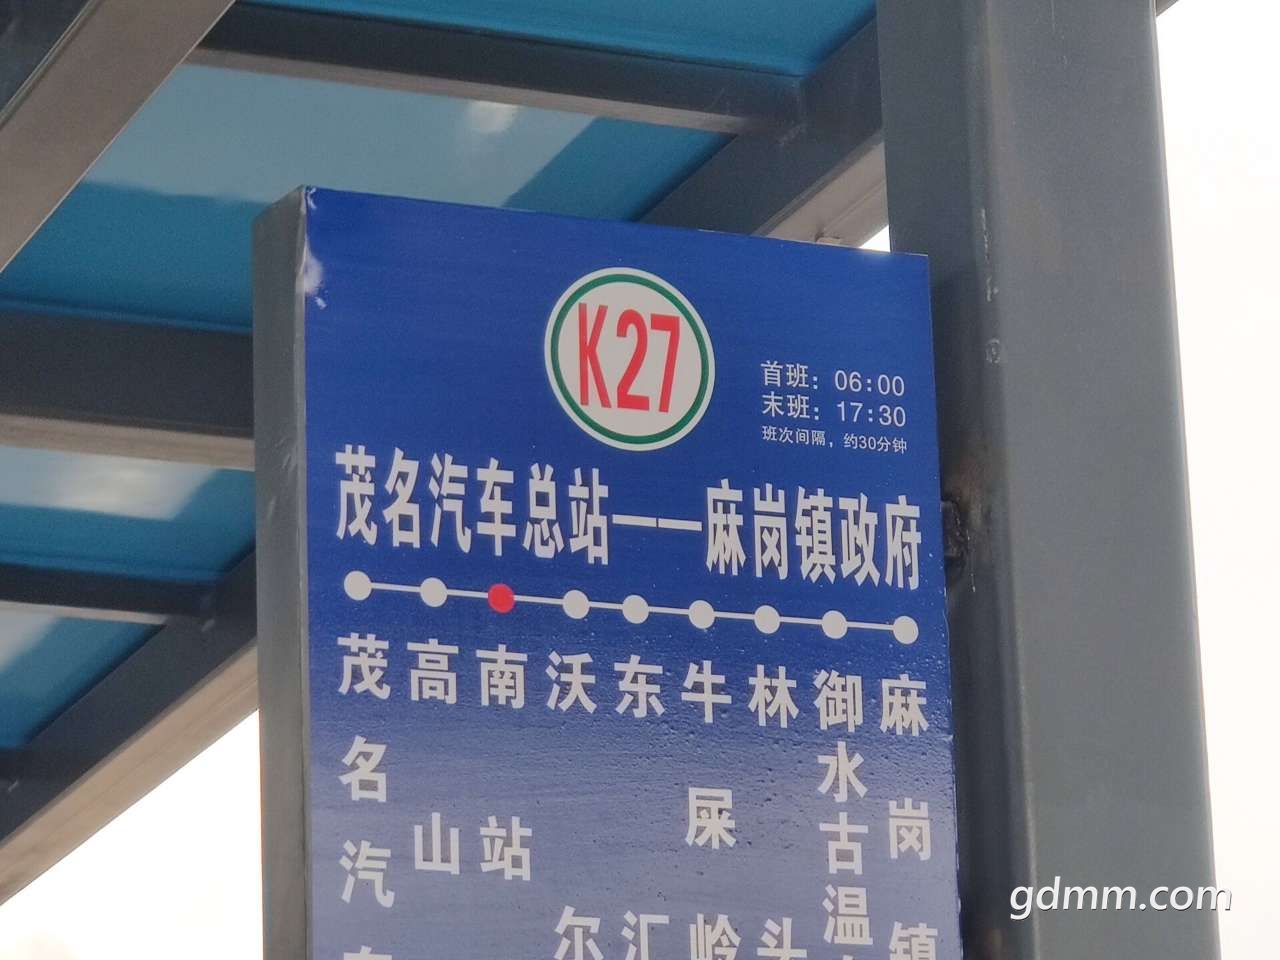 K27
首班：06:00
末班：17:30
班次间隔，约30分钟
茂名汽车总站——麻岗镇政府
茂名汽
高山
南站
沃尔
东汇
牛屎岭
林头
御水古温
麻岗镇
gdmm.com